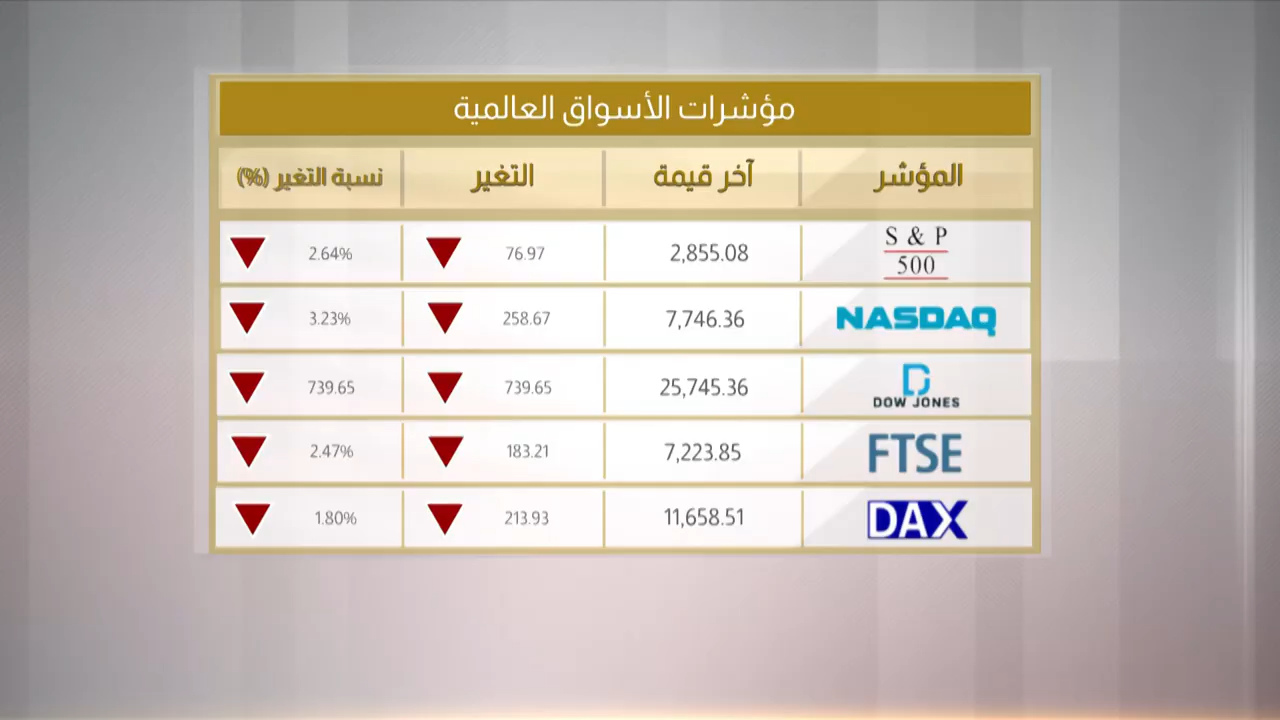 مؤشرات الأسواق العالمية
المؤشر آخر قيمة التغير نسبة التغير (%)
S & P
500
2,855.08 76.97 2.64%
NASDAQ 7,746.36 258.67 3.23%
DOW JONES 25,745.36 739.65 739.65
FTSE 7,223.85 183.21 2.47%
DAX 11,658.51 213.93 1.80%